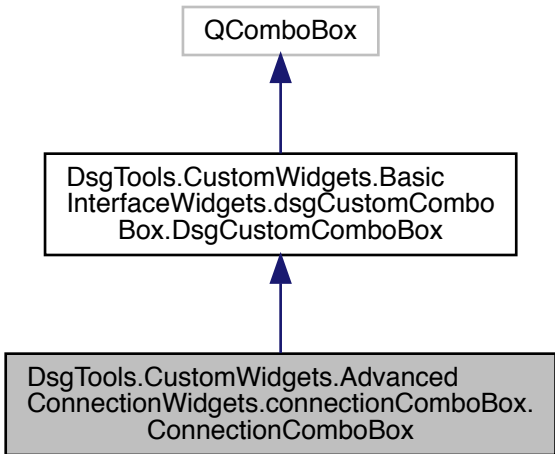 QComboBox
DsgTools.CustomWidgets.Basic
InterfaceWidgets.dsgCustomCombo
Box.DsgCustomComboBox
DsgTools.CustomWidgets.Advanced
ConnectionWidgets.connectionComboBox.
ConnectionComboBox